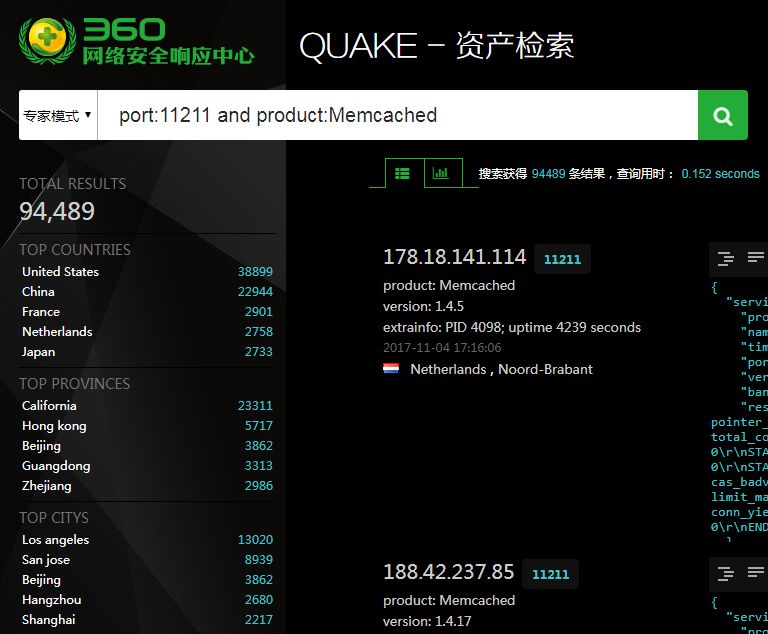 360
网络安全响应中心
QUAKE – 资产检索
专家模式 port:11211 and product:Memcached
搜索获得 94489 条结果，查询用时： 0.152 seconds
TOTAL RESULTS
94,489
TOP COUNTRIES
United States 38899
China 22944
France 2901
Netherlands 2758
Japan 2733
TOP PROVINCES
California 23311
Hong kong 5717
Beijing 3862
Guangdong 3313
Zhejiang 2986
TOP CITYS
Los angeles 13020
San jose 8939
Beijing 3862
Hangzhou 2680
Shanghai 2217
178.18.141.114 11211
product: Memcached
version: 1.4.5
extrainfo: PID 4098; uptime 4239 seconds
2017-11-04 17:16:06
Netherlands , Noord-Brabant
{
"servi
"pro
"nam
"tim
"por
"ver
"ban
"res
pointer_
total_co
0\r\nSTA
0\r\nSTA
cas_badv
limit_ma
conn_yie
0\r\nEND
}
188.42.237.85 11211
product: Memcached
version: 1.4.17
{
"servi
"pro